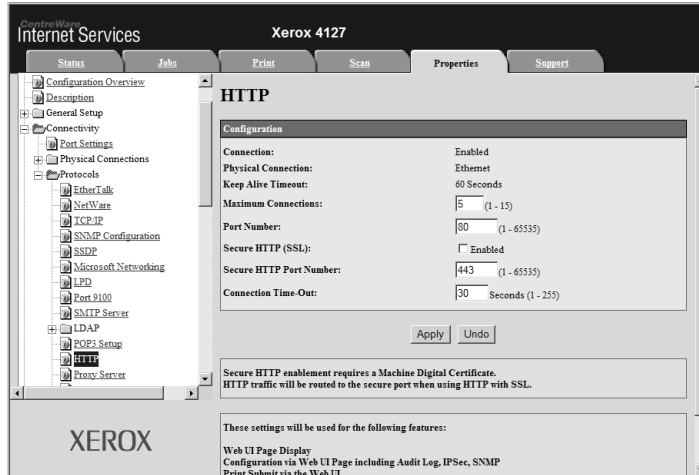 CentreWare
Internet Services
Xerox 4127
Status
Jobs
Print
Scan
Properties
Support
Configuration Overview
Description
General Setup
Connectivity
Port Settings
Physical Connections
Protocols
EtherTalk
NetWare
TCP/IP
SNMP Configuration
SSDP
Microsoft Networking
LPD
Port 9100
SMTP Server
LDAP
POP3 Setup
HTTP
Proxy Server
XEROX
HTTP
Configuration
Connection: Enabled
Physical Connection: Ethernet
Keep Alive Timeout: 60 Seconds
Maximum Connections: 5 (1 - 15)
Port Number: 80 (1 - 65535)
Secure HTTP (SSL): Enabled
Secure HTTP Port Number: 443 (1 - 65535)
Connection Time-Out: 30 Seconds (1 - 255)
Apply Undo
Secure HTTP enablement requires a Machine Digital Certificate.
HTTP traffic will be routed to the secure port when using HTTP with SSL.
These settings will be used for the following features:
Web UI Page Display
Configuration via Web UI Page including Audit Log, IPSec, SNMP
Print Submit via the Web UI